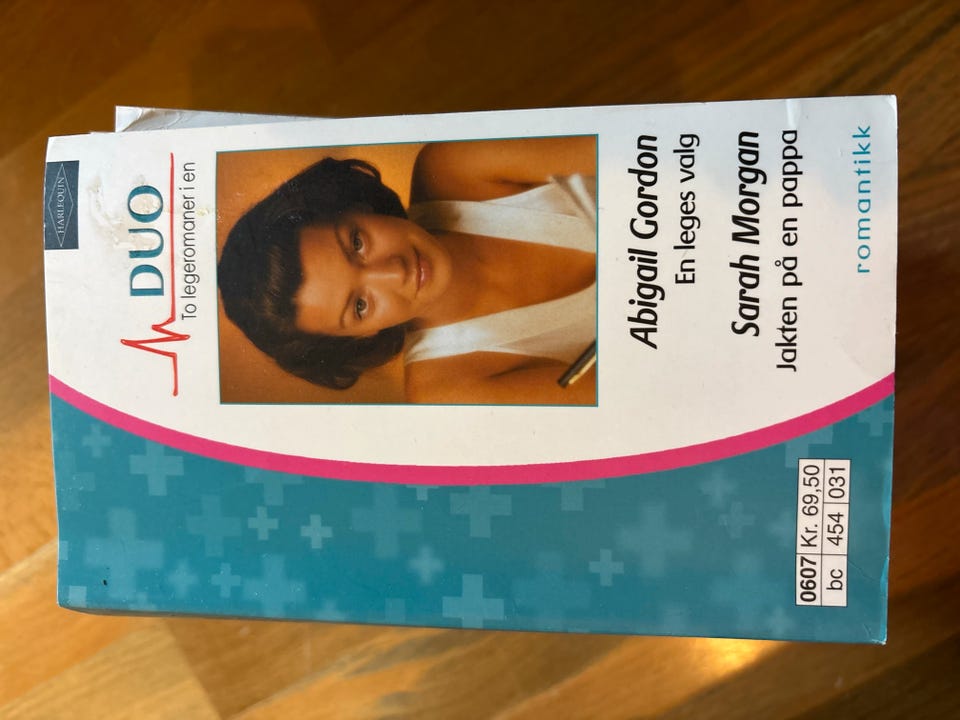 HARLEQUIN
DUO
To legeromaner i en
Abigail Gordon
En leges valg
Sarah Morgan
Jakten på en pappa
0607 Kr. 69,50
bc 454 031
romantikk